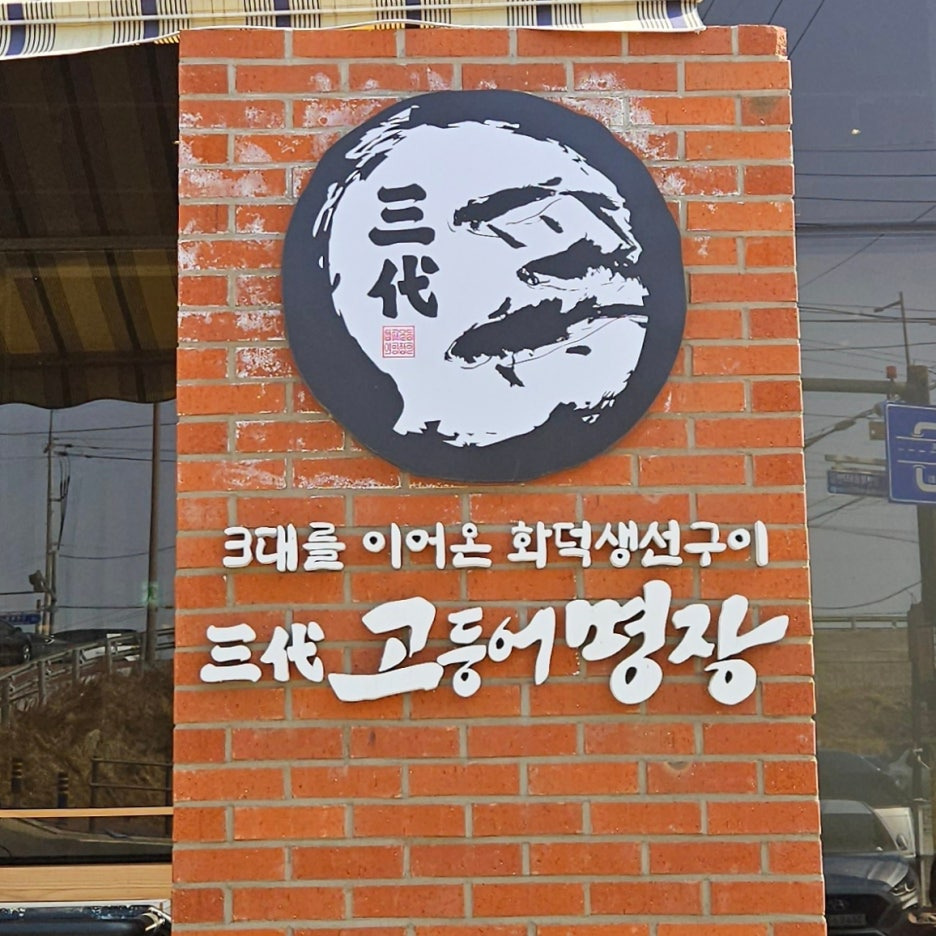 三
代
3대를 이어온 화덕생선구이
三代 고등어 명장